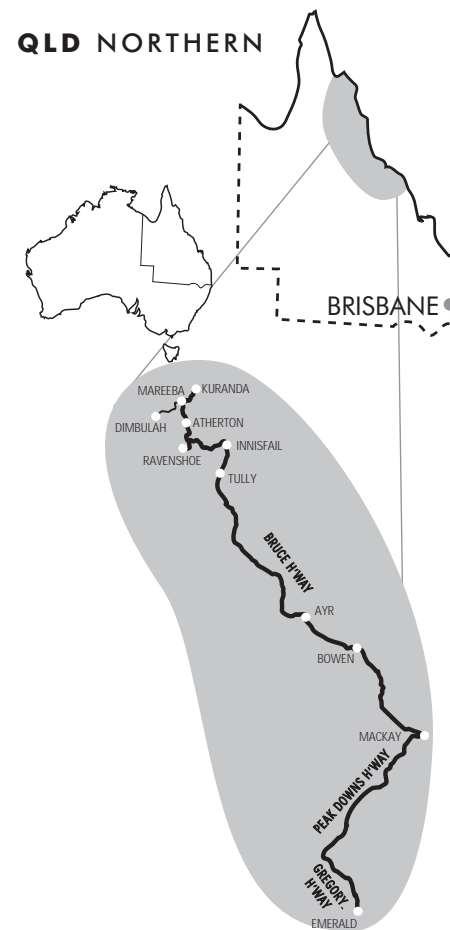 QLD NORTHERN
BRISBANE
MAREEBA
KURANDA
DIMBULAH
ATHERTON
RAVENSHOE
INNISFAIL
TULLY
BRUCE H'WAY
AYR
BOWEN
MACKAY
PEAK DOWNS H'WAY
GREGORY-
H'WAY
EMERALD